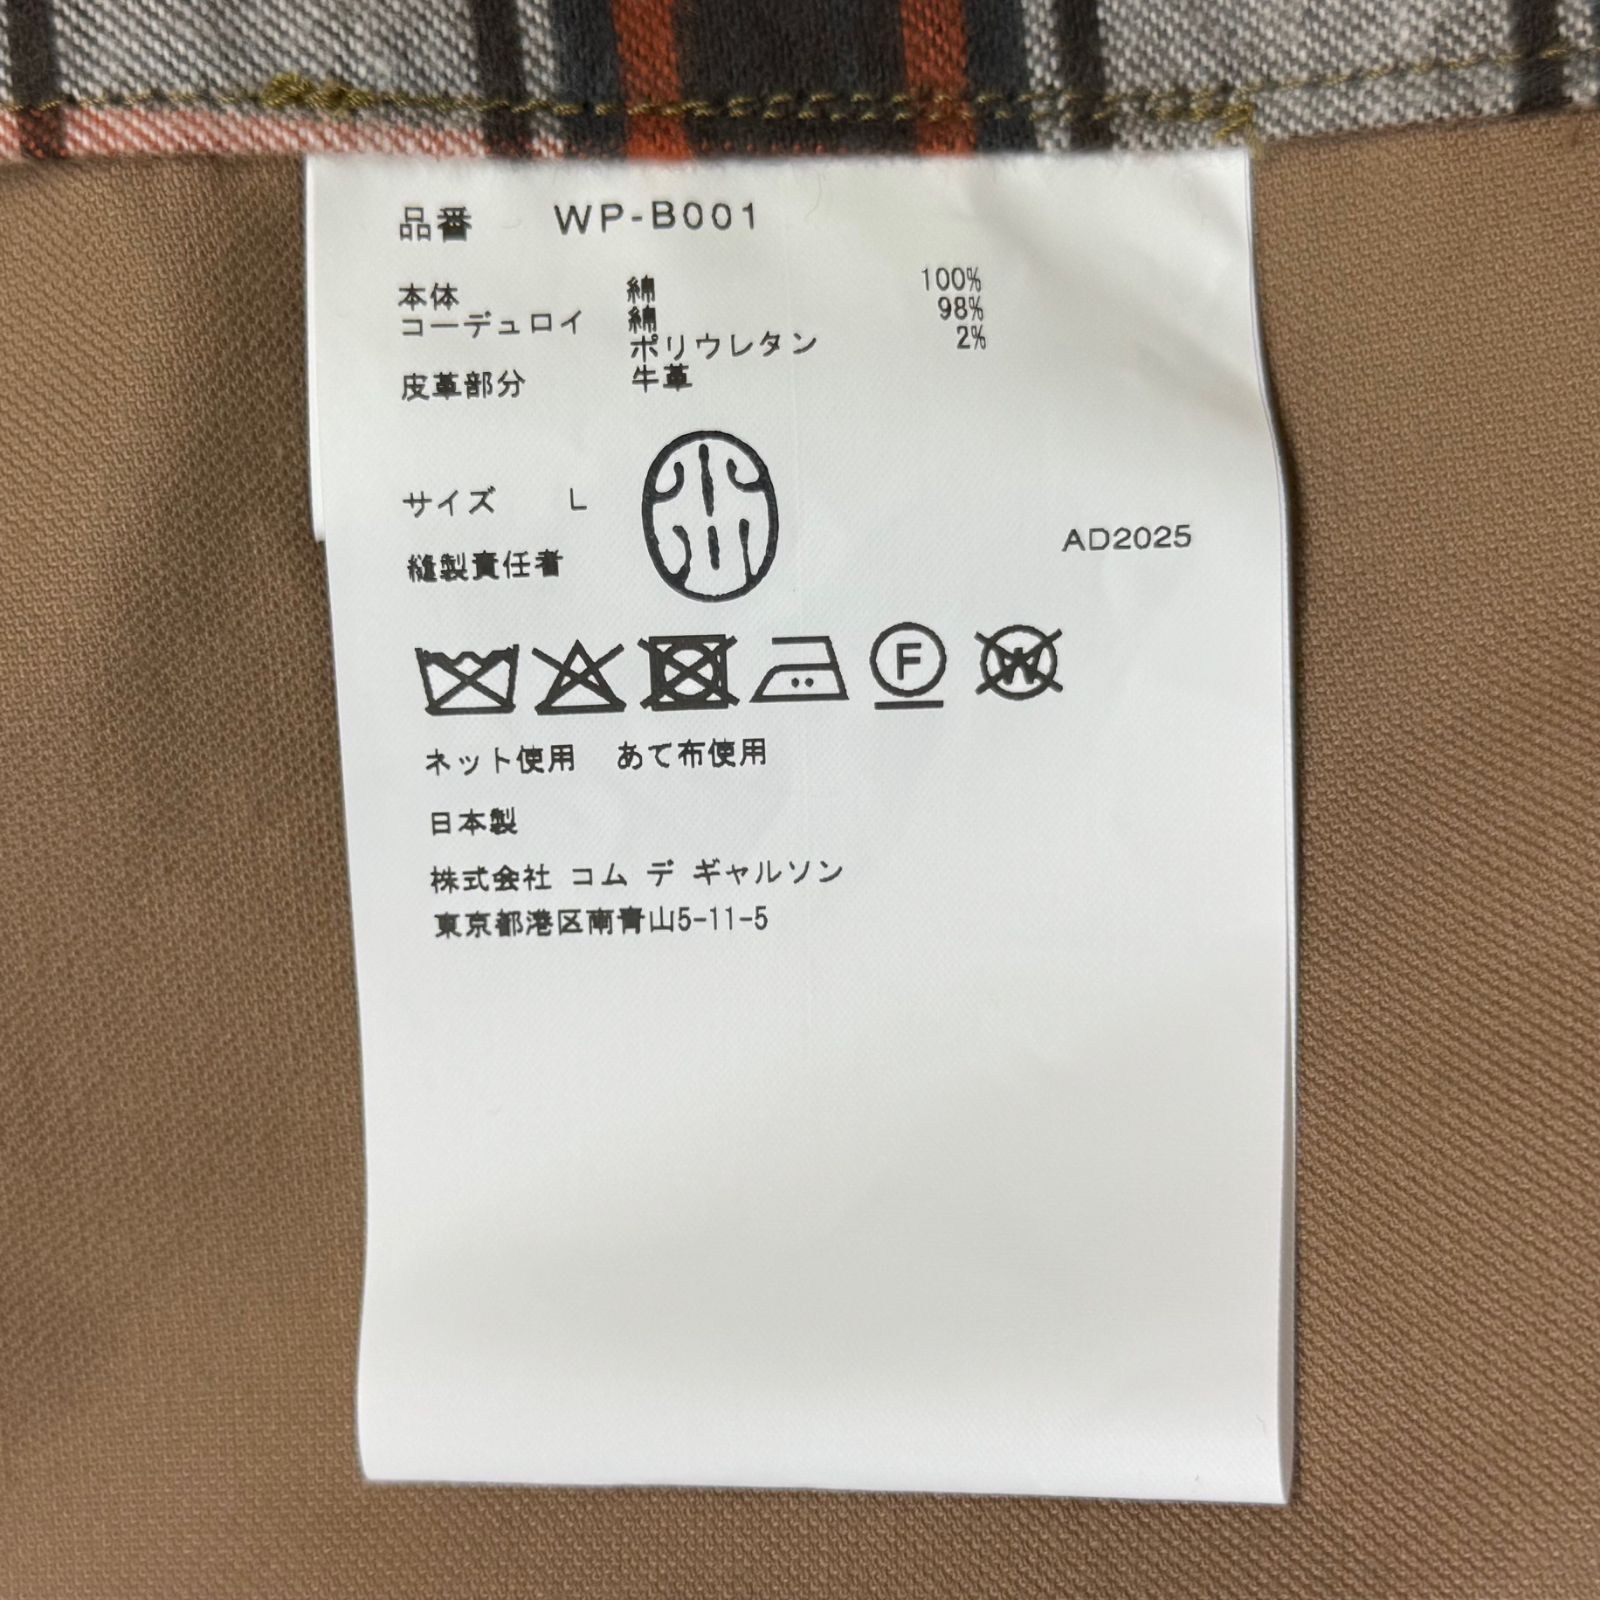 品番 WP-B001
本体 綿 100%
コーデュロイ 綿 98%
ポリウレタン 2%
皮革部分 牛革
サイズ L
AD2025
縫製責任者
F
W
ネット使用 あて布使用
日本製
株式会社 コム デ ギャルソン
東京都港区南青山5-11-5